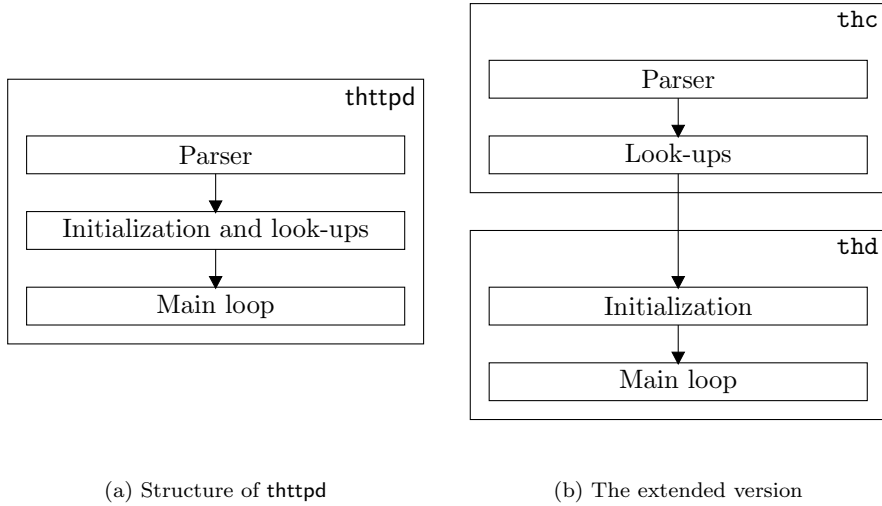 thttpd
Parser
Initialization and look-ups
Main loop
(a) Structure of thttpd
thc
Parser
Look-ups
thd
Initialization
Main loop
(b) The extended version